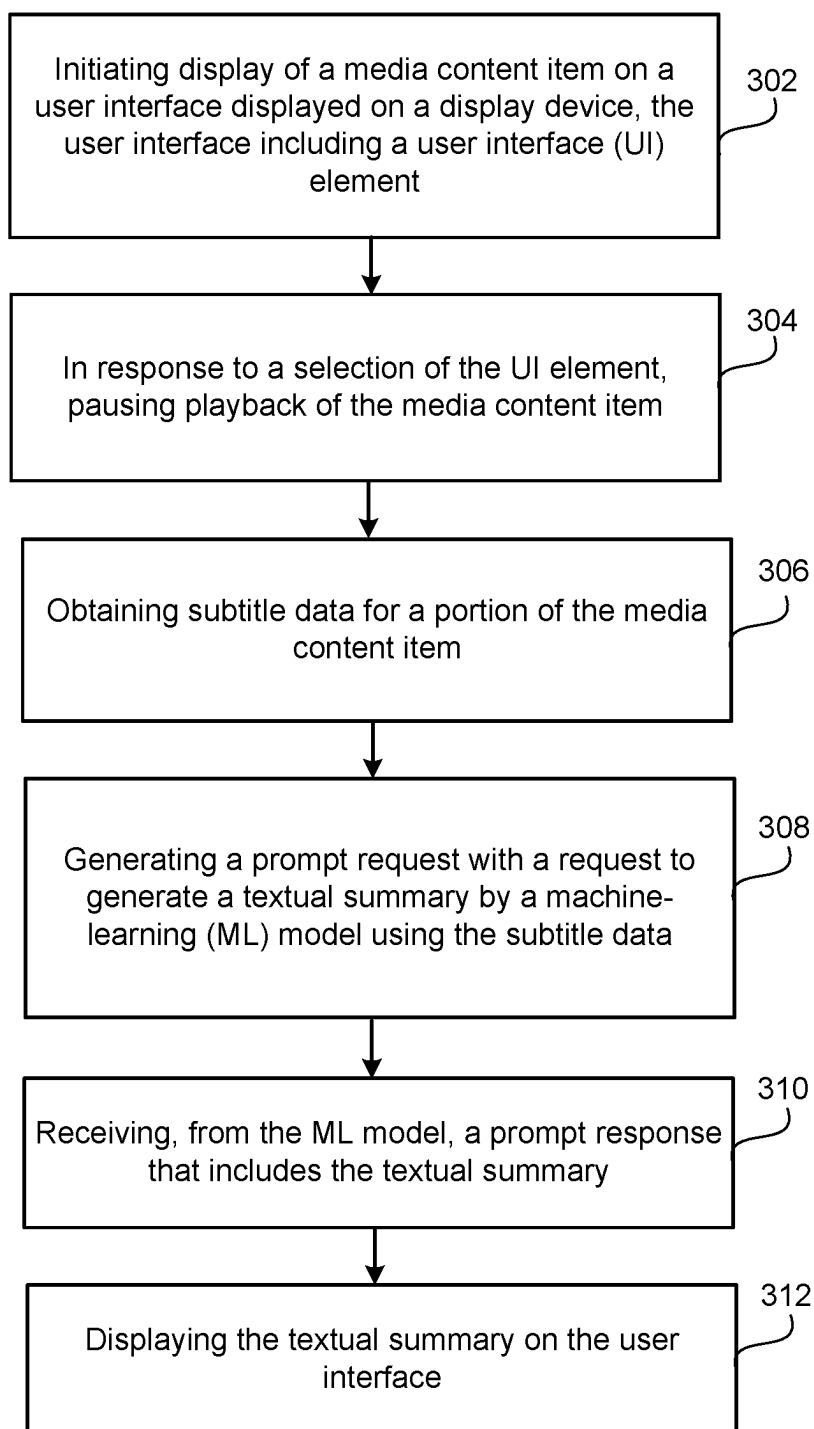 Initiating display of a media content item on a
user interface displayed on a display device, the
user interface including a user interface (UI)
element
302
304
In response to a selection of the UI element,
pausing playback of the media content item
306
Obtaining subtitle data for a portion of the media
content item
308
Generating a prompt request with a request to
generate a textual summary by a machine-
learning (ML) model using the subtitle data
310
Receiving, from the ML model, a prompt response
that includes the textual summary
312
Displaying the textual summary on the user
interface